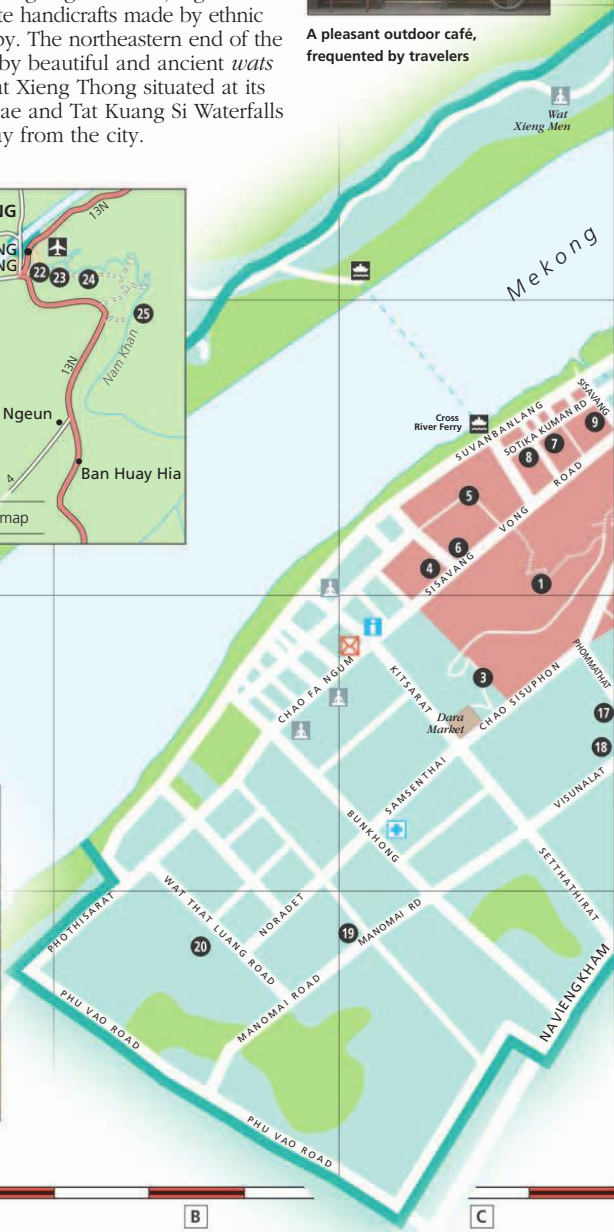 te handicrafts made by ethnic
by. The northeastern end of the
by beautiful and ancient wats
at Xieng Thong situated at its
ae and Tat Kuang Si Waterfalls
ay from the city.
A pleasant outdoor café,
frequented by travelers
Wat
Xieng Men
Mekong
NG
NG
NG
13N
22
23
24
25
Nam Khan
13N
Ngeun
4
Ban Huay Hia
map
Cross
River Ferry
SUVANBANLANG
SISAVANG
SOTIKA KUMAN RD
9
7
8
ROAD
5
VONG
6
4
SISAVANG
1
CHAO FA NGUM
KITSARAT
3
PHOMMATHAT
Dara
Market
CHAO SISUPHON
17
18
SAMSENTHAI
VISUNALAT
BUNKHONG
SETTHATHIRAT
PHOTHISARAT
WAT THAT LUANG ROAD
NORADET
19
MANOMAI RD
20
NAVIENGKHAM
MANOMAI ROAD
PHU VAO ROAD
PHU VAO ROAD
B
C